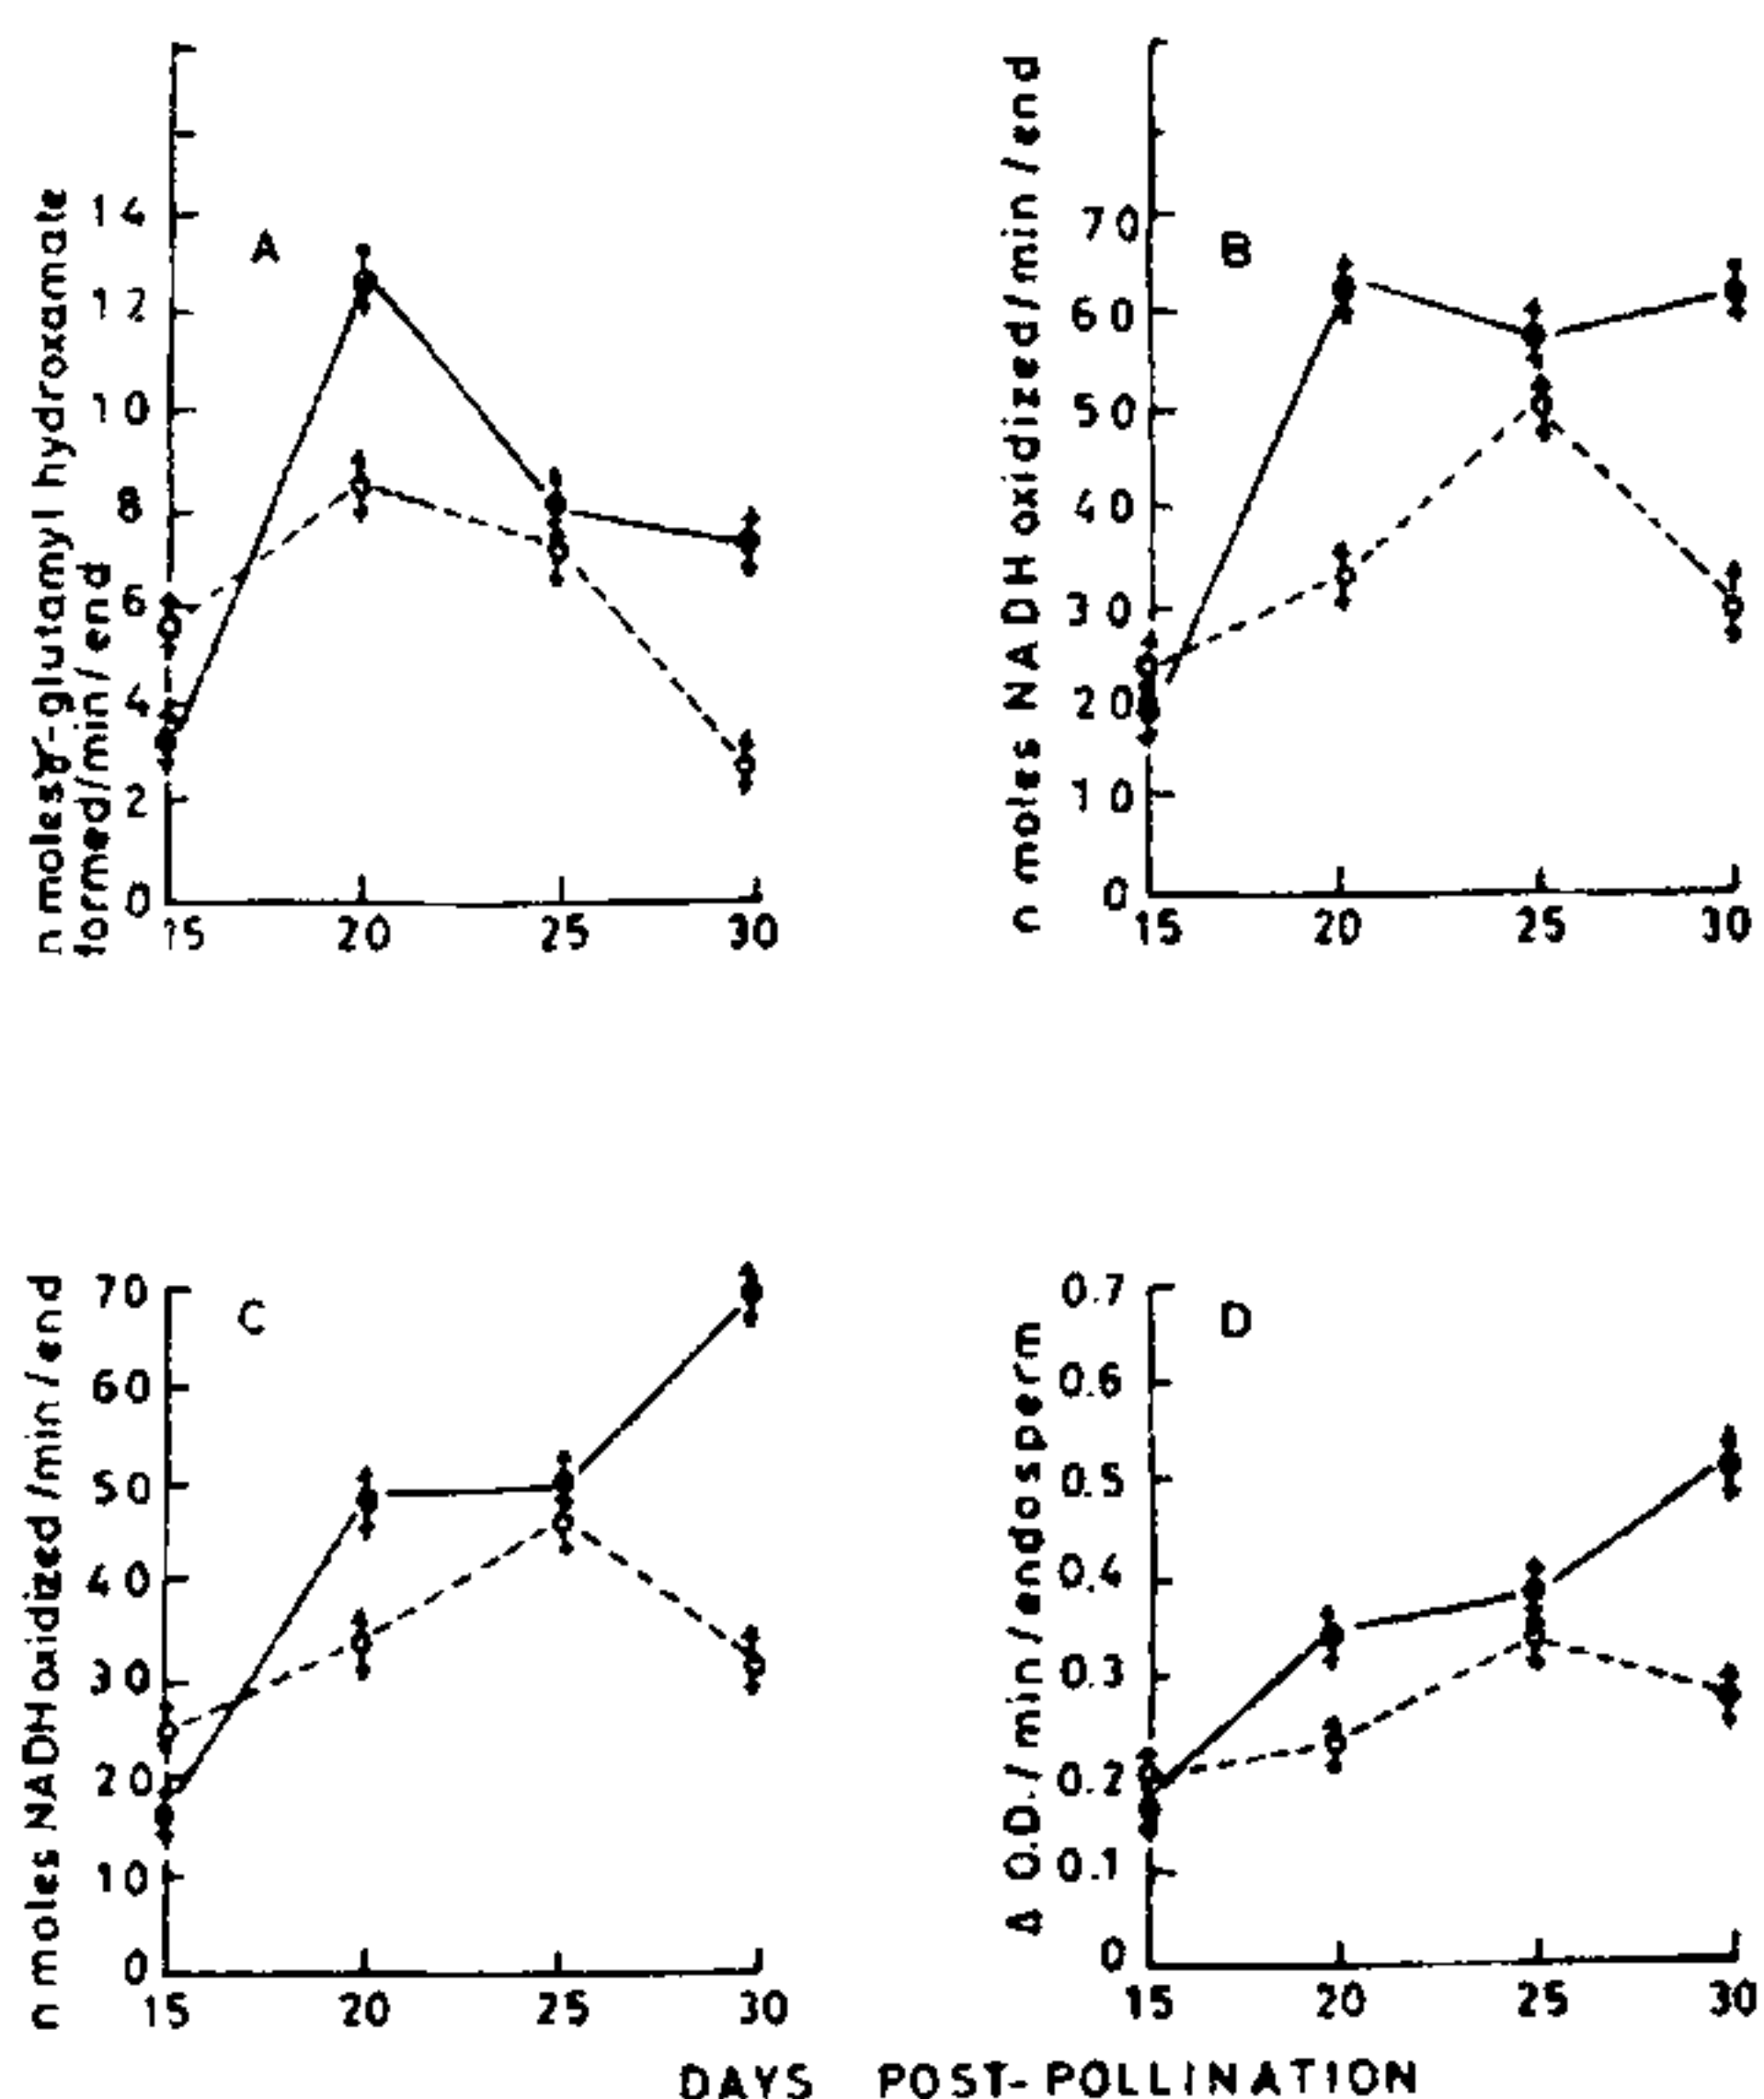 A
n moles γ-glutamyl hydroxamate
formed/min/end
14
12
10
8
6
4
2
0
15 20 25 30
B
n moles NADH oxidized/min/end
70
60
50
40
30
20
10
0
15 20 25 30
C
n moles NADH oxidized/min/end
70
60
50
40
30
20
10
0
15 20 25 30
D
Δ O.D./min/endosperm
0.7
0.6
0.5
0.4
0.3
0.2
0.1
0
15 20 25 30
DAYS POST-POLLINATION